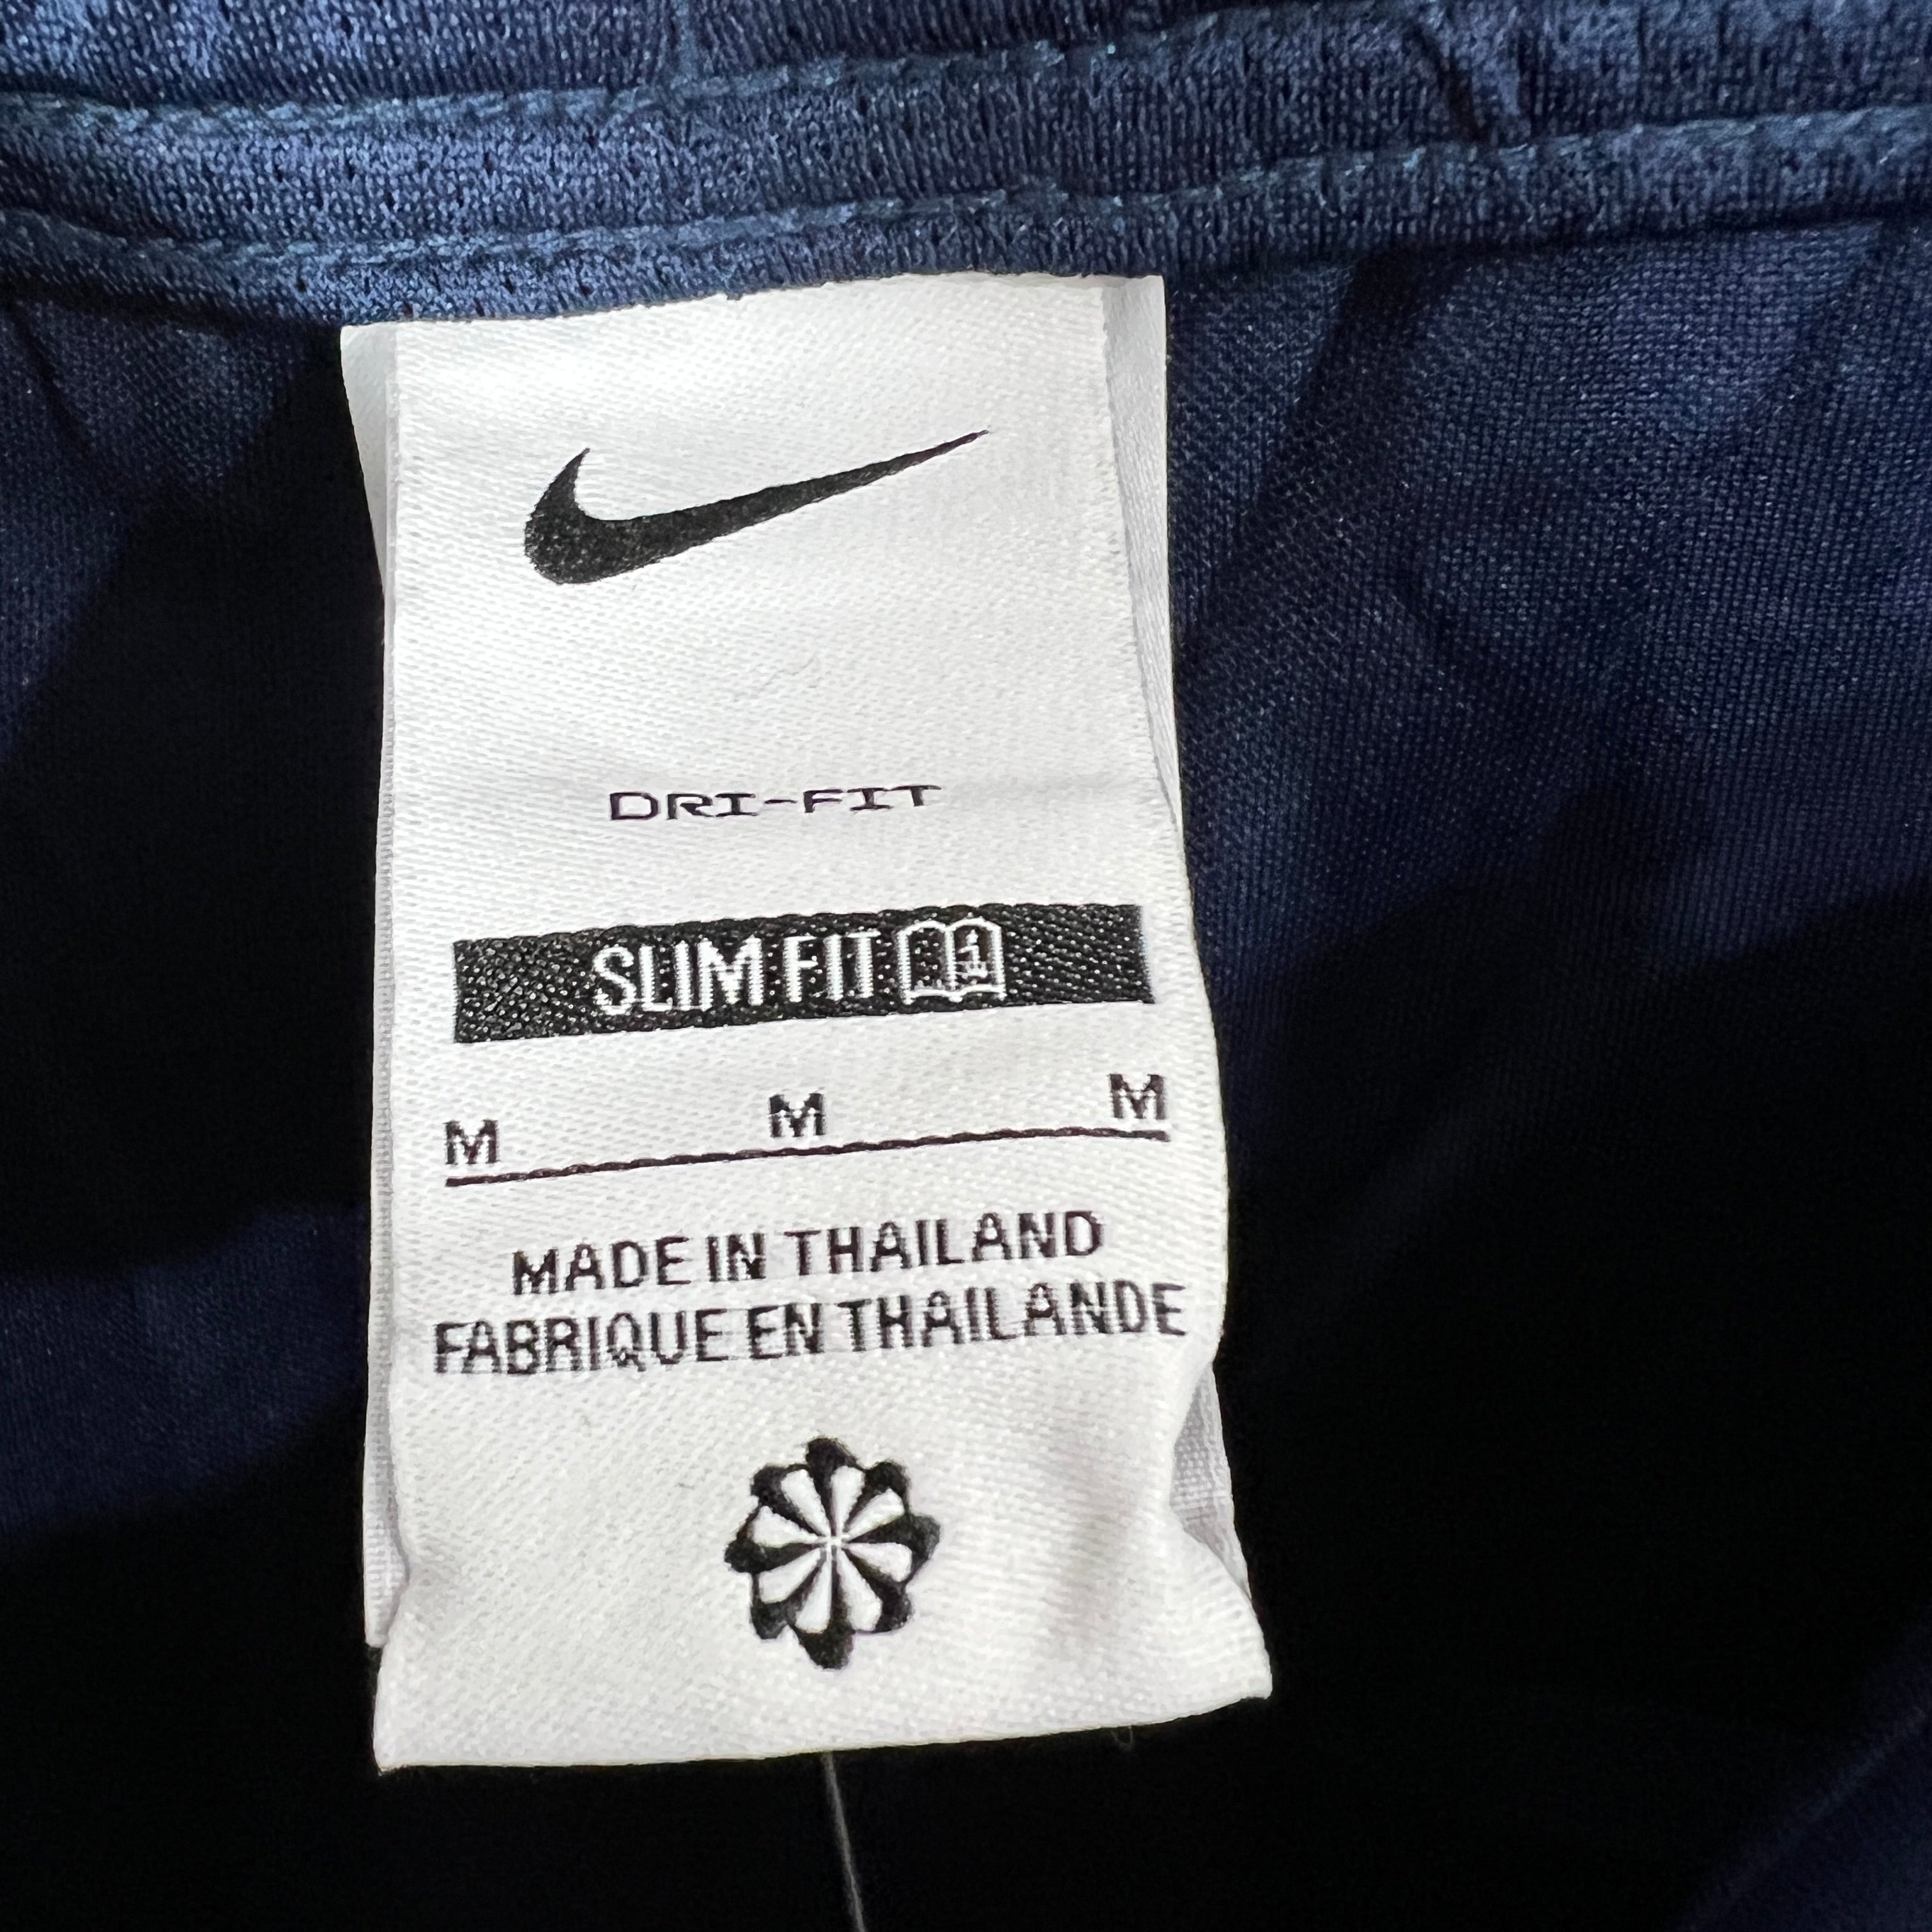 DRI-FIT
SLIM FIT
M M M
MADE IN THAILAND
FABRIQUE EN THAILANDE